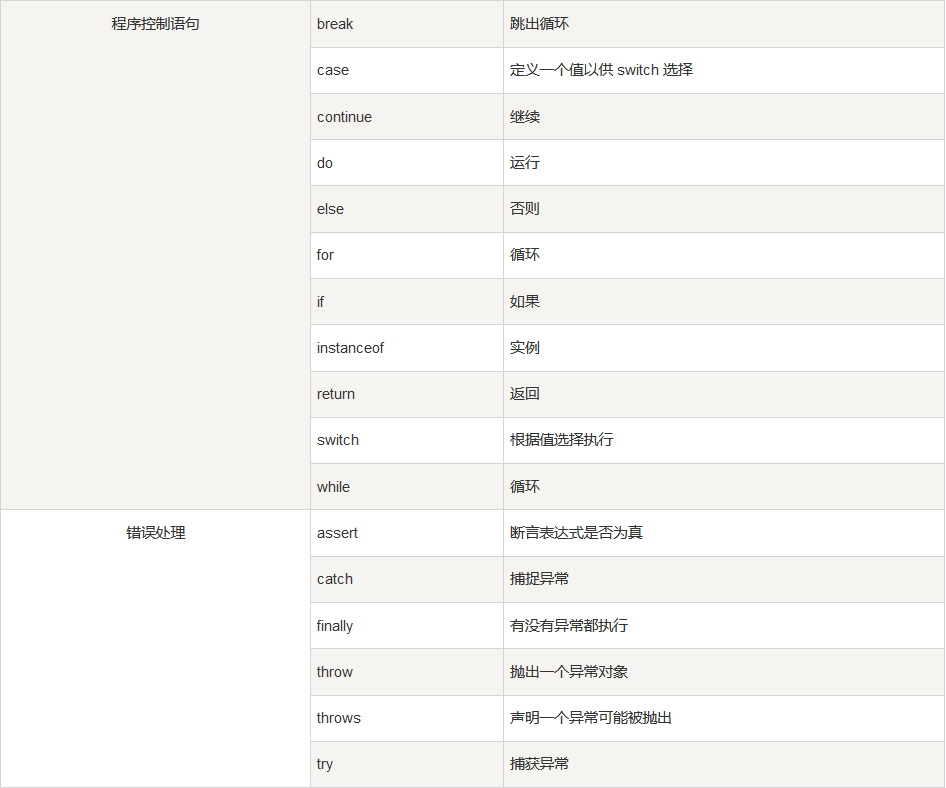 程序控制语句 break 跳出循环
case 定义一个值以供 switch 选择
continue 继续
do 运行
else 否则
for 循环
if 如果
instanceof 实例
return 返回
switch 根据值选择执行
while 循环
错误处理 assert 断言表达式是否为真
catch 捕捉异常
finally 有没有异常都执行
throw 抛出一个异常对象
throws 声明一个异常可能被抛出
try 捕获异常